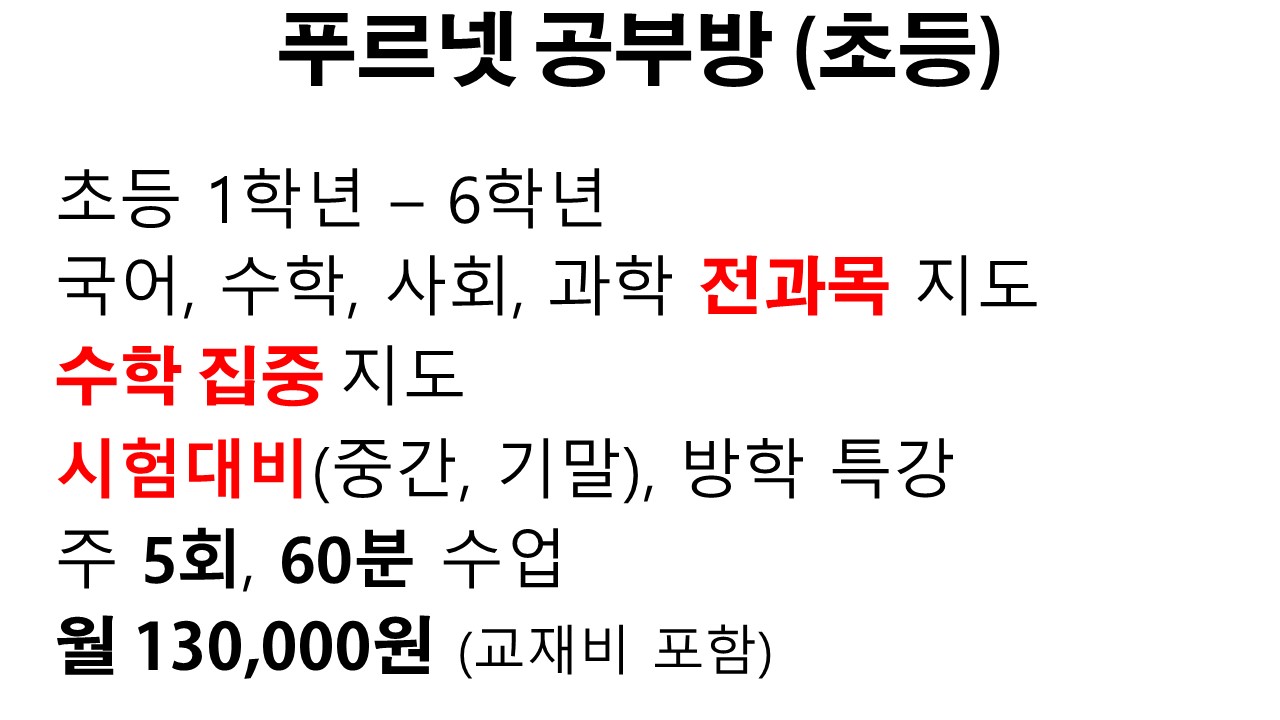 푸르넷 공부방 (초등)
초등 1학년 – 6학년
국어, 수학, 사회, 과학 전과목 지도
수학 집중 지도
시험대비(중간, 기말), 방학 특강
주 5회, 60분 수업
월 130,000원 (교재비 포함)